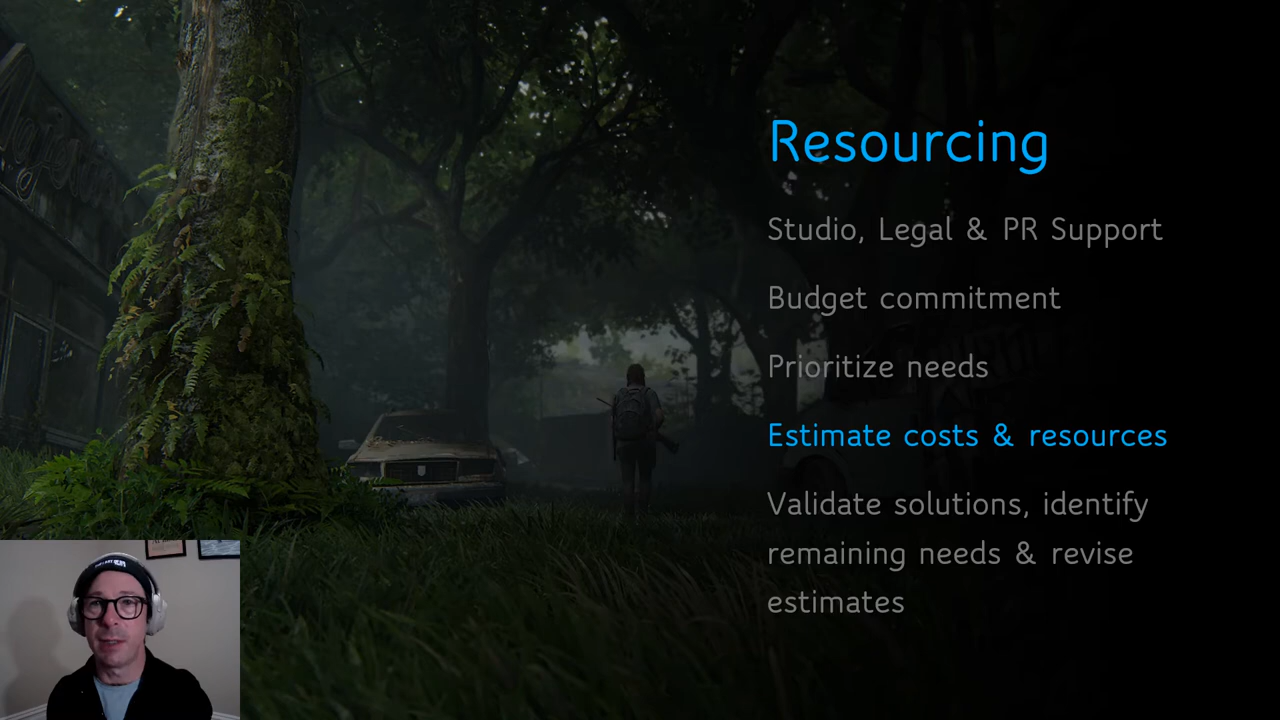 Resourcing
Studio, Legal & PR Support
Budget commitment
Prioritize needs
Estimate costs & resources
Validate solutions, identify
remaining needs & revise
estimates